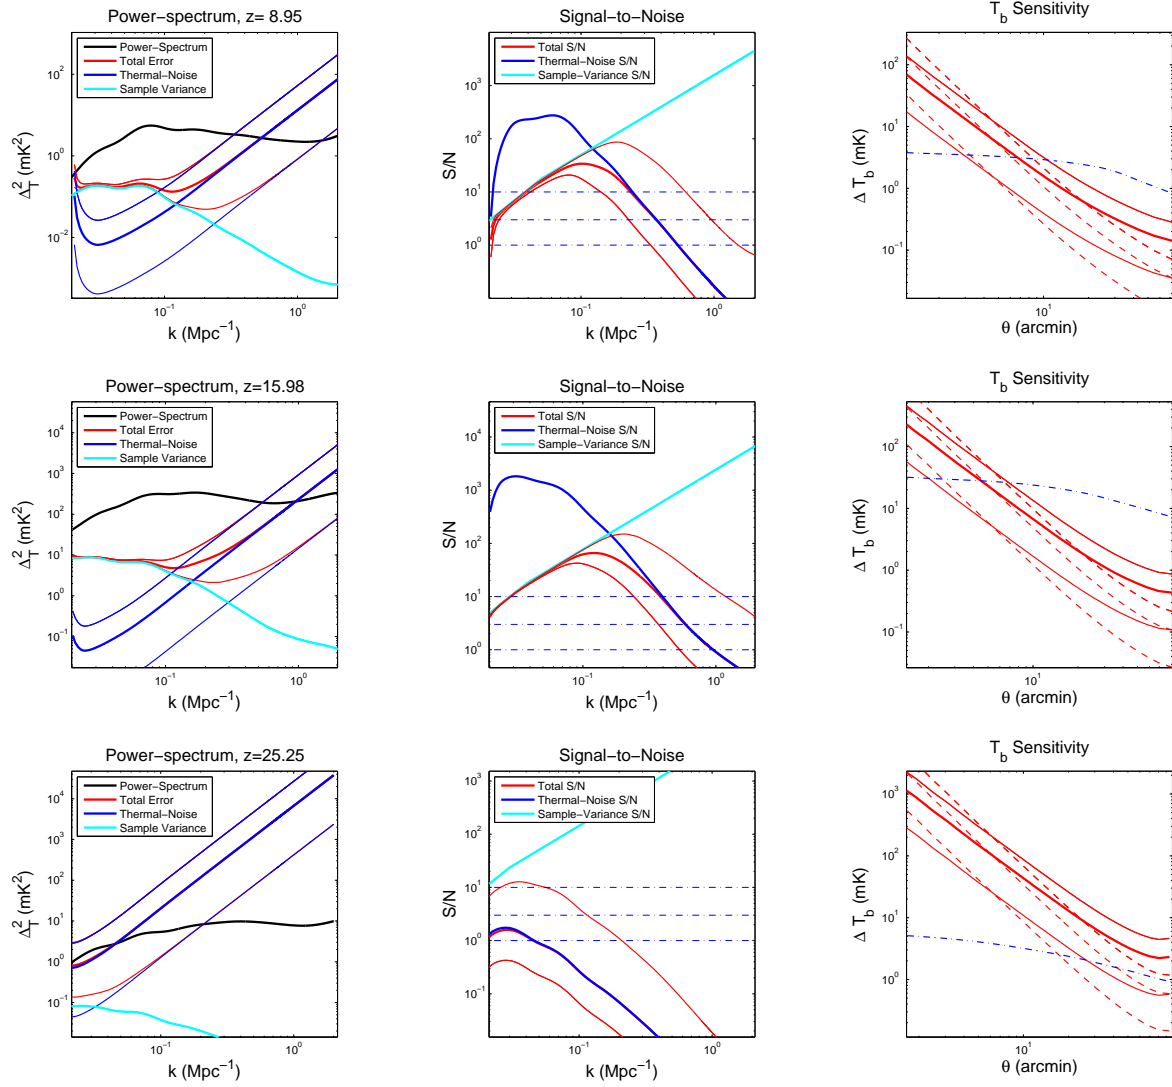 Power−spectrum, z= 8.95
Signal−to−Noise
T_b Sensitivity
Power−Spectrum
Total Error
Thermal−Noise
Sample Variance
Total S/N
Thermal−Noise S/N
Sample−Variance S/N
Δ²_T (mK²)
10²
10⁰
10⁻²
10⁻¹
10⁰
k (Mpc⁻¹)
S/N
10³
10²
10¹
10⁰
10⁻¹
10⁰
k (Mpc⁻¹)
Δ T_b (mK)
10²
10¹
10⁰
10⁻¹
10¹
θ (arcmin)
Power−spectrum, z=15.98
Signal−to−Noise
T_b Sensitivity
Power−Spectrum
Total Error
Thermal−Noise
Sample Variance
Total S/N
Thermal−Noise S/N
Sample−Variance S/N
Δ²_T (mK²)
10⁵
10⁴
10³
10²
10¹
10⁰
10⁻¹
10⁻¹
10⁰
k (Mpc⁻¹)
S/N
10⁴
10³
10²
10¹
10⁰
10⁻¹
10⁰
k (Mpc⁻¹)
Δ T_b (mK)
10²
10¹
10⁰
10⁻¹
10¹
θ (arcmin)
Power−spectrum, z=25.25
Signal−to−Noise
T_b Sensitivity
Power−Spectrum
Total Error
Thermal−Noise
Sample Variance
Total S/N
Thermal−Noise S/N
Sample−Variance S/N
Δ²_T (mK²)
10⁴
10³
10²
10¹
10⁰
10⁻¹
10⁻¹
10⁰
k (Mpc⁻¹)
S/N
10³
10²
10¹
10⁰
10⁻¹
10⁻¹
10⁰
k (Mpc⁻¹)
Δ T_b (mK)
10³
10²
10¹
10⁰
10¹
θ (arcmin)